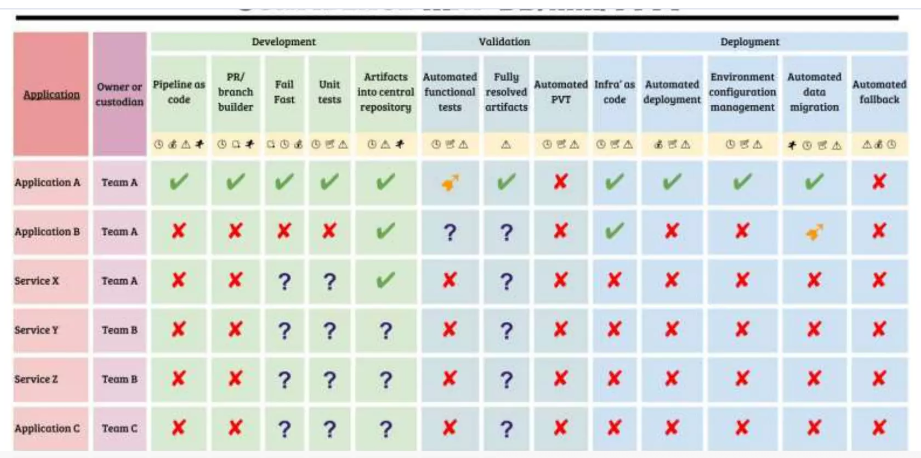 Development
Validation
Deployment
Application
Owner or
custodian
Pipeline as
code
PR/
branch
builder
Fail
Fast
Unit
tests
Artifacts
into central
repository
Automated
functional
tests
Fully
resolved
artifacts
Automated
PVT
Infra' as
code
Automated
deployment
Environment
configuration
management
Automated
data
migration
Automated
fallback
Application A
Team A
✔ ✔ ✔ ✔ ✔ ✔ ✘ ✔ ✔ ✔ ✔ ✘
Application B
Team A
✘ ✘ ✘ ✘ ✔ ? ? ✘ ✔ ✘ ✘ ✘
Service X
Team A
✘ ✘ ? ? ✔ ✘ ? ✘ ✘ ✘ ✘ ✘ ✘
Service Y
Team B
✘ ✘ ? ? ? ✘ ? ✘ ✘ ✘ ✘ ✘ ✘
Service Z
Team B
✘ ✘ ? ? ? ✘ ? ✘ ✘ ✘ ✘ ✘ ✘
Application C
Team C
✘ ✘ ? ? ? ✘ ? ✘ ✘ ✘ ✘ ✘ ✘